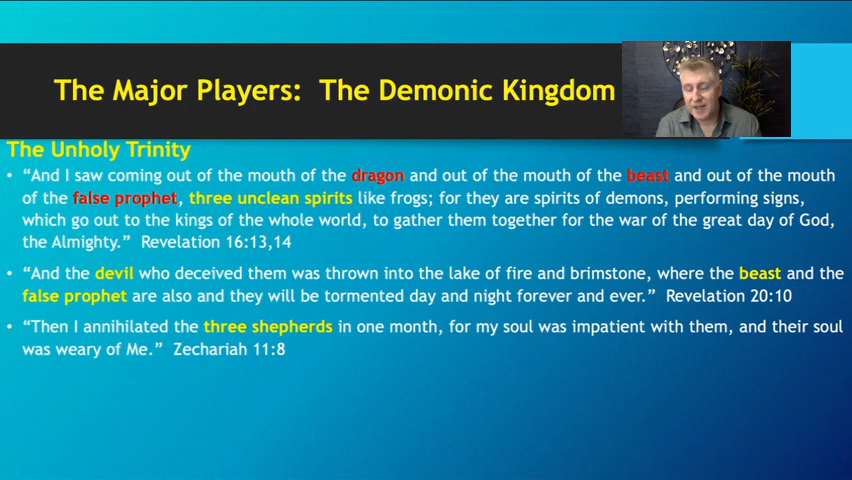 The Major Players:  The Demonic Kingdom
The Unholy Trinity
• “And I saw coming out of the mouth of the dragon and out of the mouth of the beast and out of the mouth
of the false prophet, three unclean spirits like frogs; for they are spirits of demons, performing signs,
which go out to the kings of the whole world, to gather them together for the war of the great day of God,
the Almighty.”  Revelation 16:13,14
• “And the devil who deceived them was thrown into the lake of fire and brimstone, where the beast and the
false prophet are also and they will be tormented day and night forever and ever.”  Revelation 20:10
• “Then I annihilated the three shepherds in one month, for my soul was impatient with them, and their soul
was weary of Me.”  Zechariah 11:8